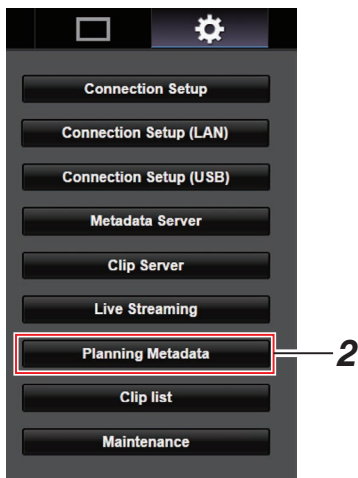 Connection Setup
Connection Setup (LAN)
Connection Setup (USB)
Metadata Server
Clip Server
Live Streaming
Planning Metadata
2
Clip list
Maintenance